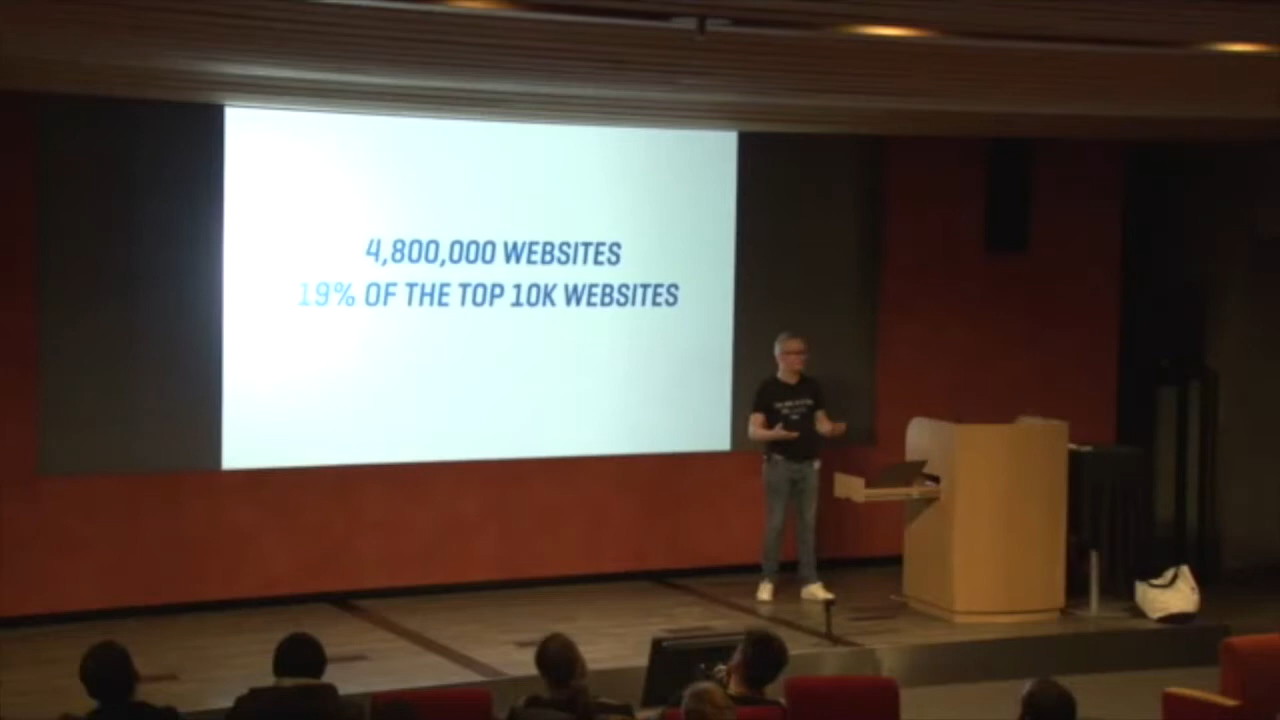 4,800,000 WEBSITES
19% OF THE TOP 10K WEBSITES